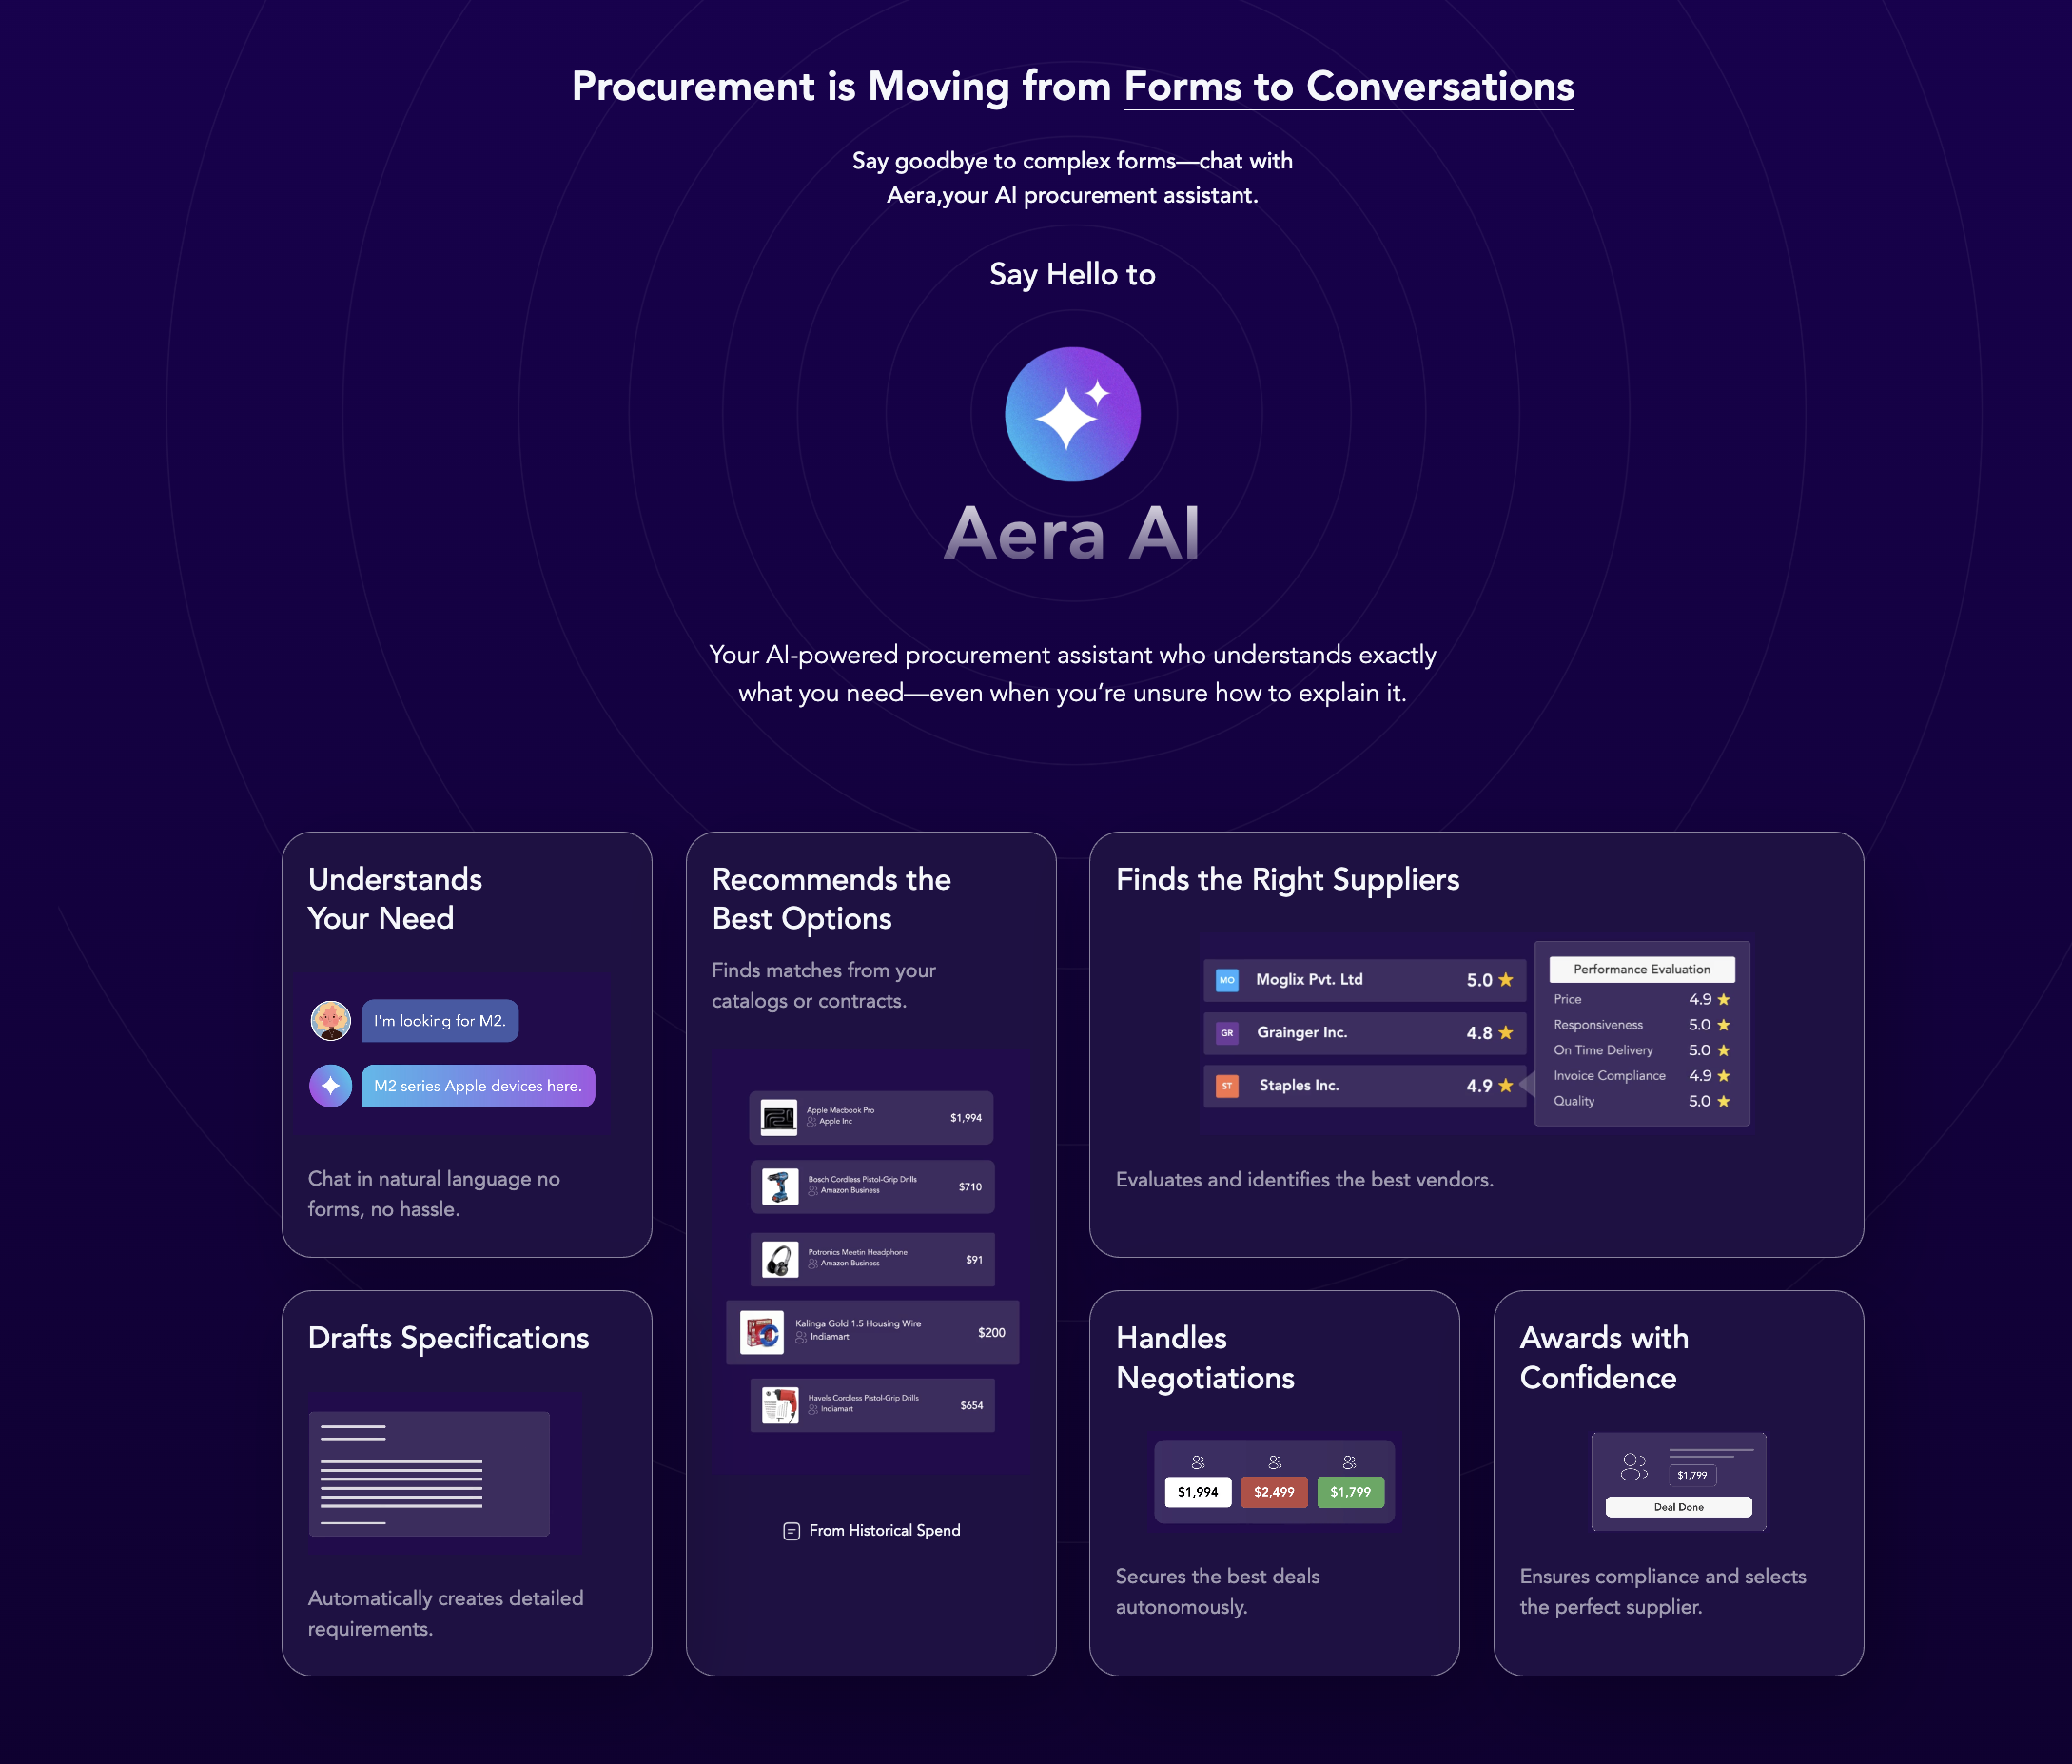 Procurement is Moving from Forms to Conversations
Say goodbye to complex forms—chat with
Aera,your AI procurement assistant.
Say Hello to
Aera AI
Your AI-powered procurement assistant who understands exactly
what you need—even when you're unsure how to explain it.
Understands
Your Need
I'm looking for M2.
M2 series Apple devices here.
Chat in natural language no
forms, no hassle.
Recommends the
Best Options
Finds matches from your
catalogs or contracts.
Apple Macbook Pro
Apple Inc
$1,994
Bosch Cordless Pistol-Grip Drills
Amazon Business
$710
Potronics Meetin Headphone
Amazon Business
$91
Kalinga Gold 1.5 Housing Wire
Indiamart
$200
Havels Cordless Pistol-Grip Drills
Indiamart
$654
From Historical Spend
Finds the Right Suppliers
MO Moglix Pvt. Ltd 5.0
GR Grainger Inc. 4.8
ST Staples Inc. 4.9
Performance Evaluation
Price 4.9
Responsiveness 5.0
On Time Delivery 5.0
Invoice Compliance 4.9
Quality 5.0
Evaluates and identifies the best vendors.
Drafts Specifications
Automatically creates detailed
requirements.
Handles
Negotiations
$1,994 $2,499 $1,799
Secures the best deals
autonomously.
Awards with
Confidence
$1,799
Deal Done
Ensures compliance and selects
the perfect supplier.